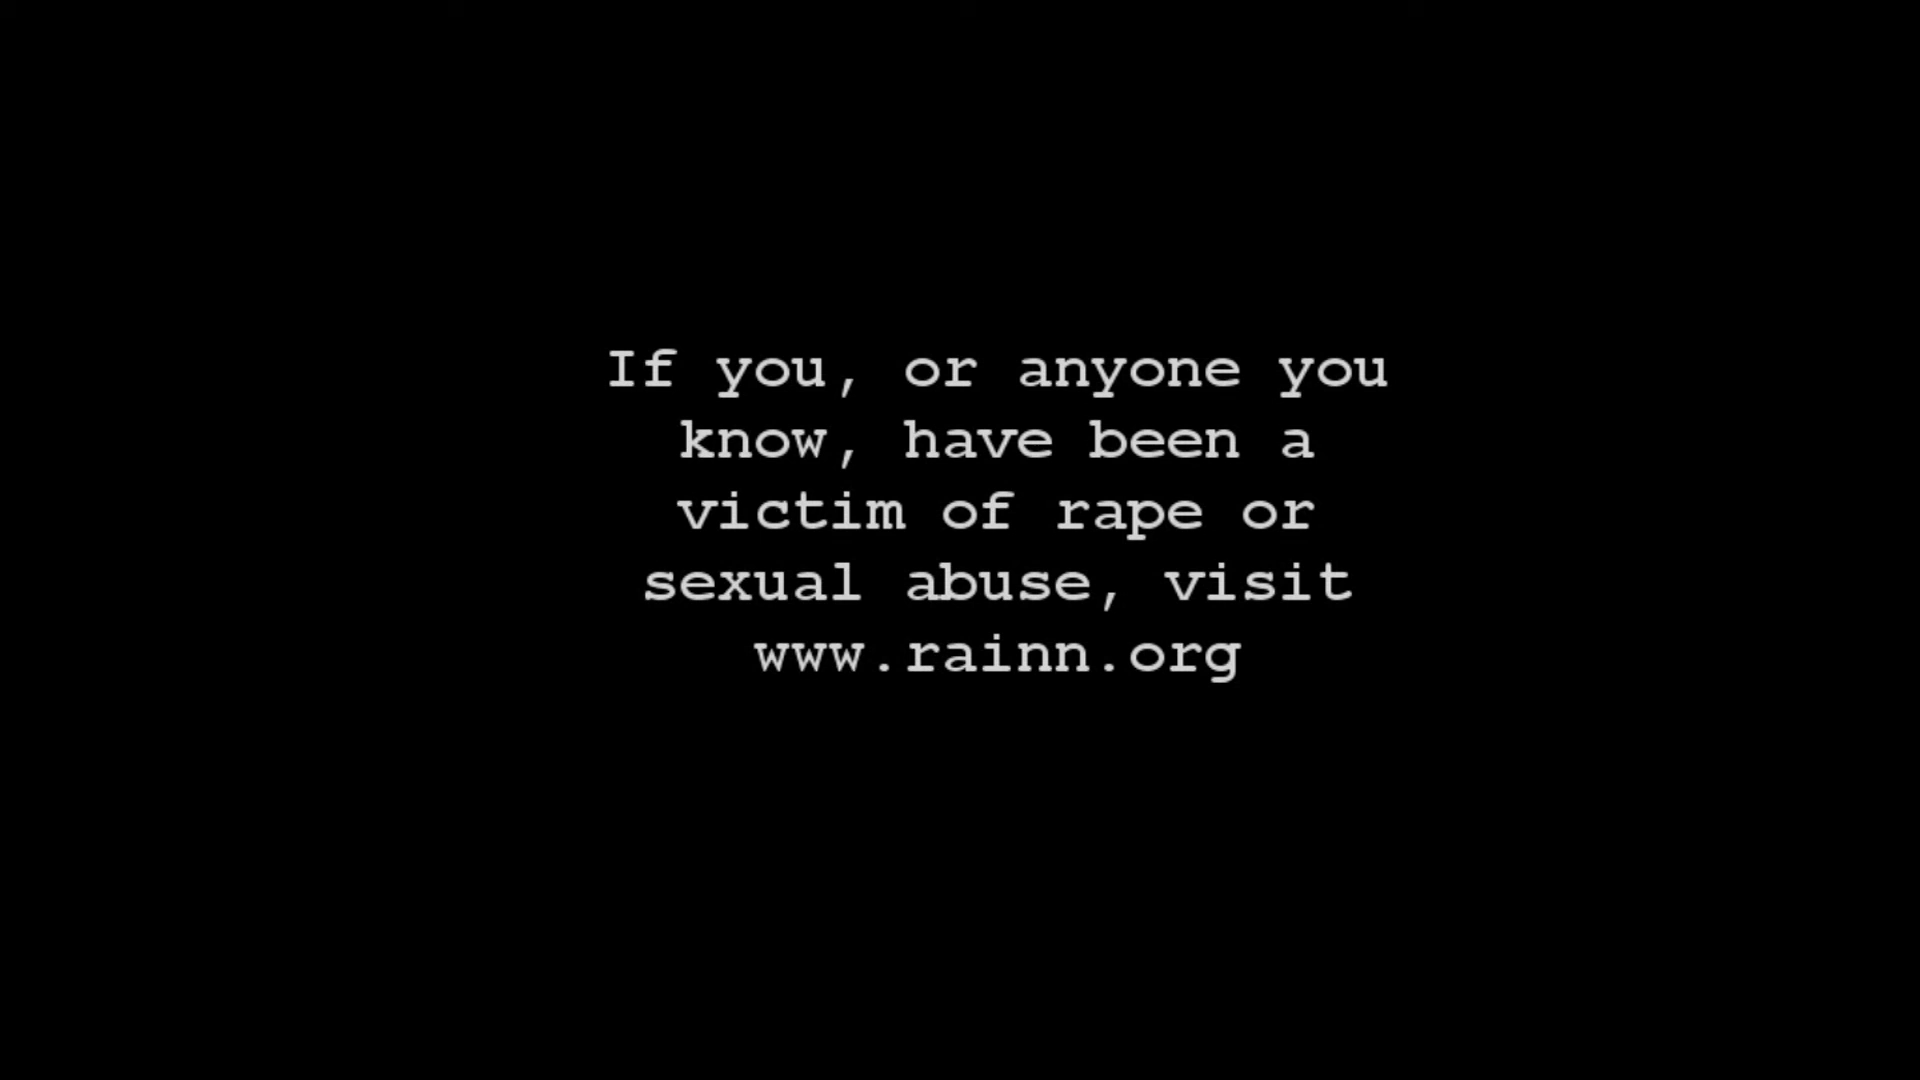 If you, or anyone you
know, have been a
victim of rape or
sexual abuse, visit
www.rainn.org